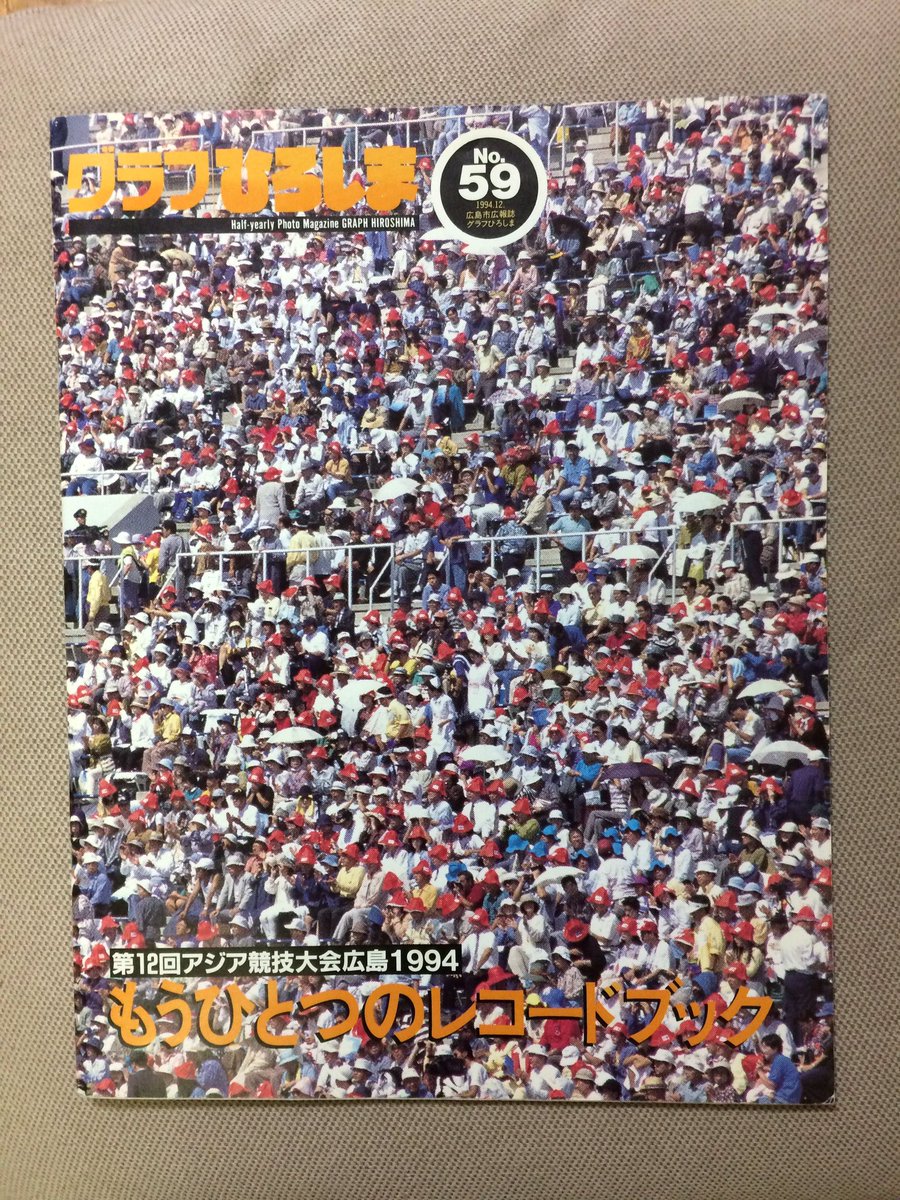 グラフひろしま
Half-yearly Photo Magazine GRAPH HIROSHIMA
No.
59
1994.12.
広島市広報誌
グラフひろしま
第12回アジア競技大会広島1994
もうひとつのレコードブック